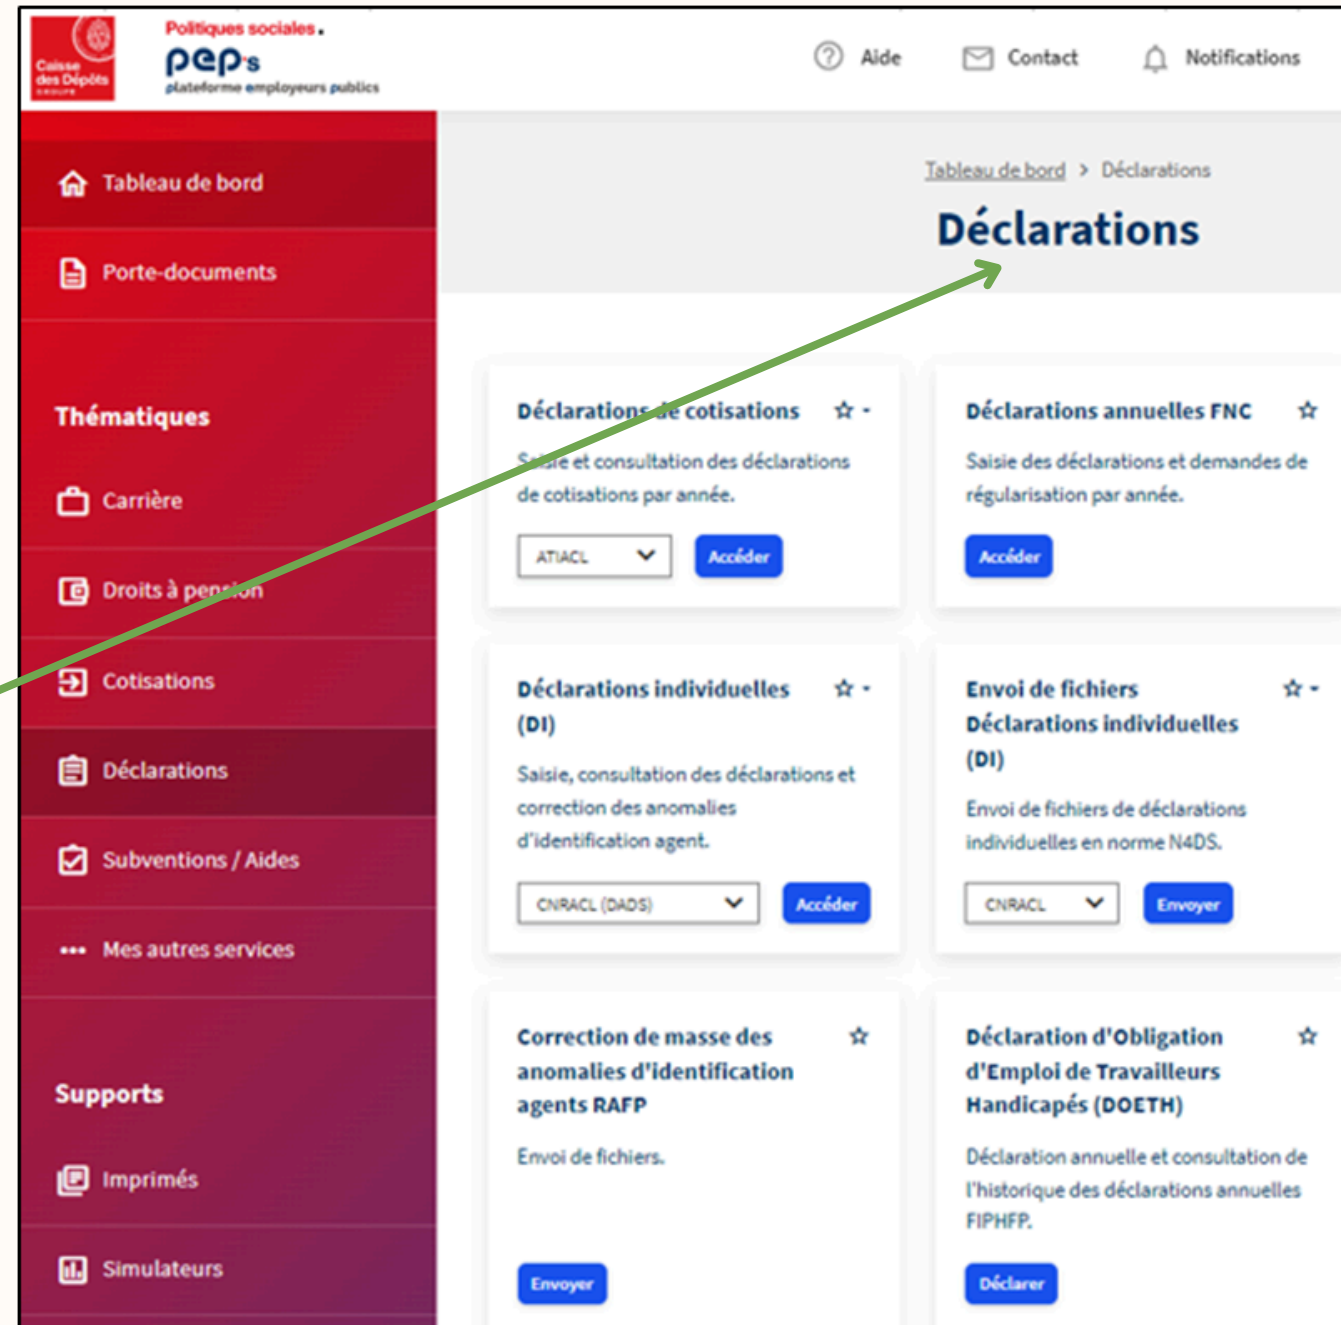 Caisse
des Dépôts
GROUPE
Politiques sociales.
pep's
plateforme employeurs publics
Aide
Contact
Notifications
Tableau de bord
Porte-documents
Thématiques
Carrière
Droits à pension
Cotisations
Déclarations
Subventions / Aides
Mes autres services
Supports
Imprimés
Simulateurs
Tableau de bord > Déclarations
Déclarations
Déclarations de cotisations
Saisie et consultation des déclarations
de cotisations par année.
ATIACL
Accéder
Déclarations annuelles FNC
Saisie des déclarations et demandes de
régularisation par année.
Accéder
Déclarations individuelles
(DI)
Saisie, consultation des déclarations et
correction des anomalies
d'identification agent.
CNRACL (DADS)
Accéder
Envoi de fichiers
Déclarations individuelles
(DI)
Envoi de fichiers de déclarations
individuelles en norme N4DS.
CNRACL
Envoyer
Correction de masse des
anomalies d'identification
agents RAFP
Envoi de fichiers.
Envoyer
Déclaration d'Obligation
d'Emploi de Travailleurs
Handicapés (DOETH)
Déclaration annuelle et consultation de
l'historique des déclarations annuelles
FIPHFP.
Déclarer